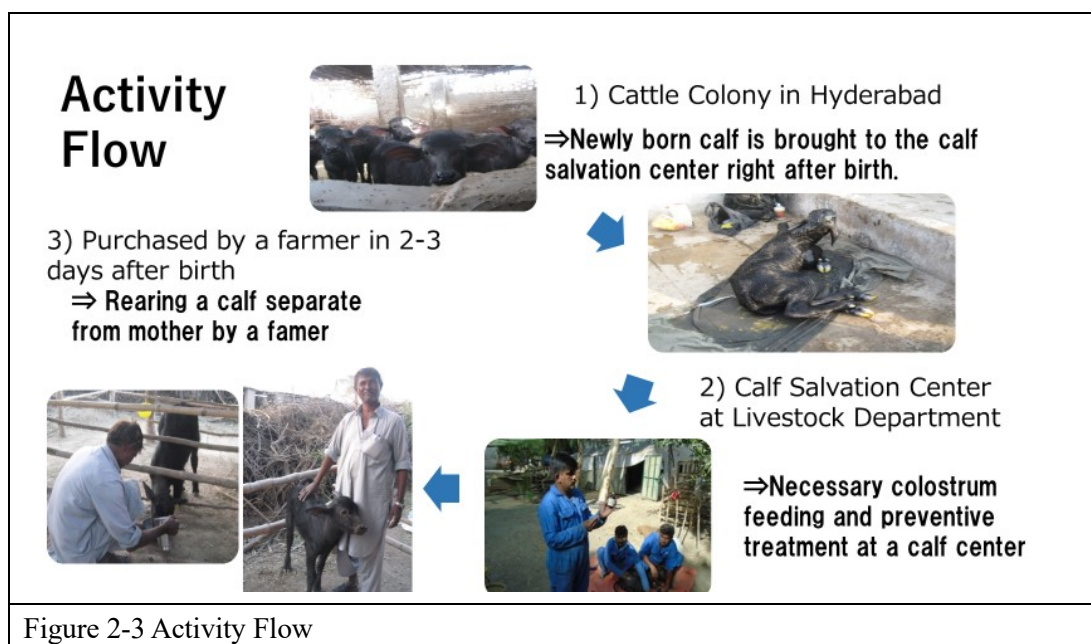 Activity
Flow
1) Cattle Colony in Hyderabad
⇒Newly born calf is brought to the calf
salvation center right after birth.
2) Calf Salvation Center
at Livestock Department
⇒Necessary colostrum
feeding and preventive
treatment at a calf center
3) Purchased by a farmer in 2-3
days after birth
⇒ Rearing a calf separate
from mother by a famer
Figure 2-3 Activity Flow